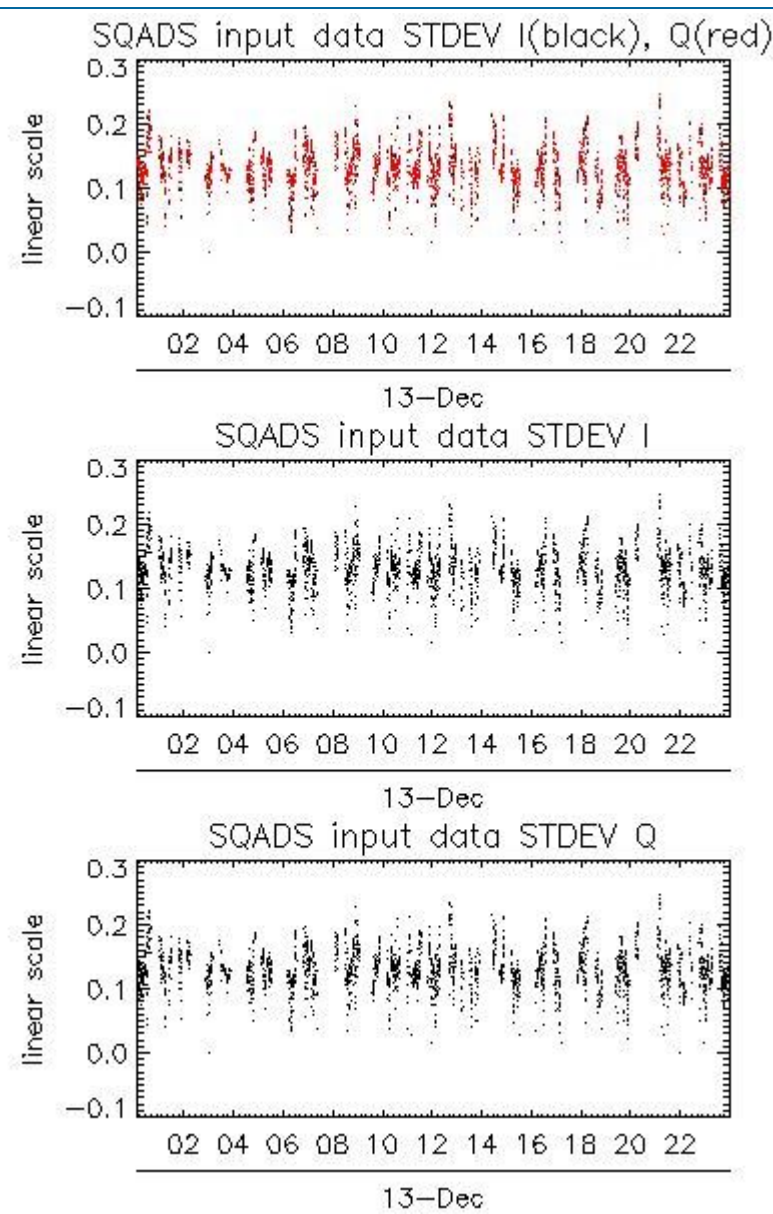 SQADS input data STDEV I(black), Q(red)
0.3
0.2
0.1
0.0
−0.1
linear scale
02 04 06 08 10 12 14 16 18 20 22
13−Dec
SQADS input data STDEV I
0.3
0.2
0.1
0.0
−0.1
linear scale
02 04 06 08 10 12 14 16 18 20 22
13−Dec
SQADS input data STDEV Q
0.3
0.2
0.1
0.0
−0.1
linear scale
02 04 06 08 10 12 14 16 18 20 22
13−Dec